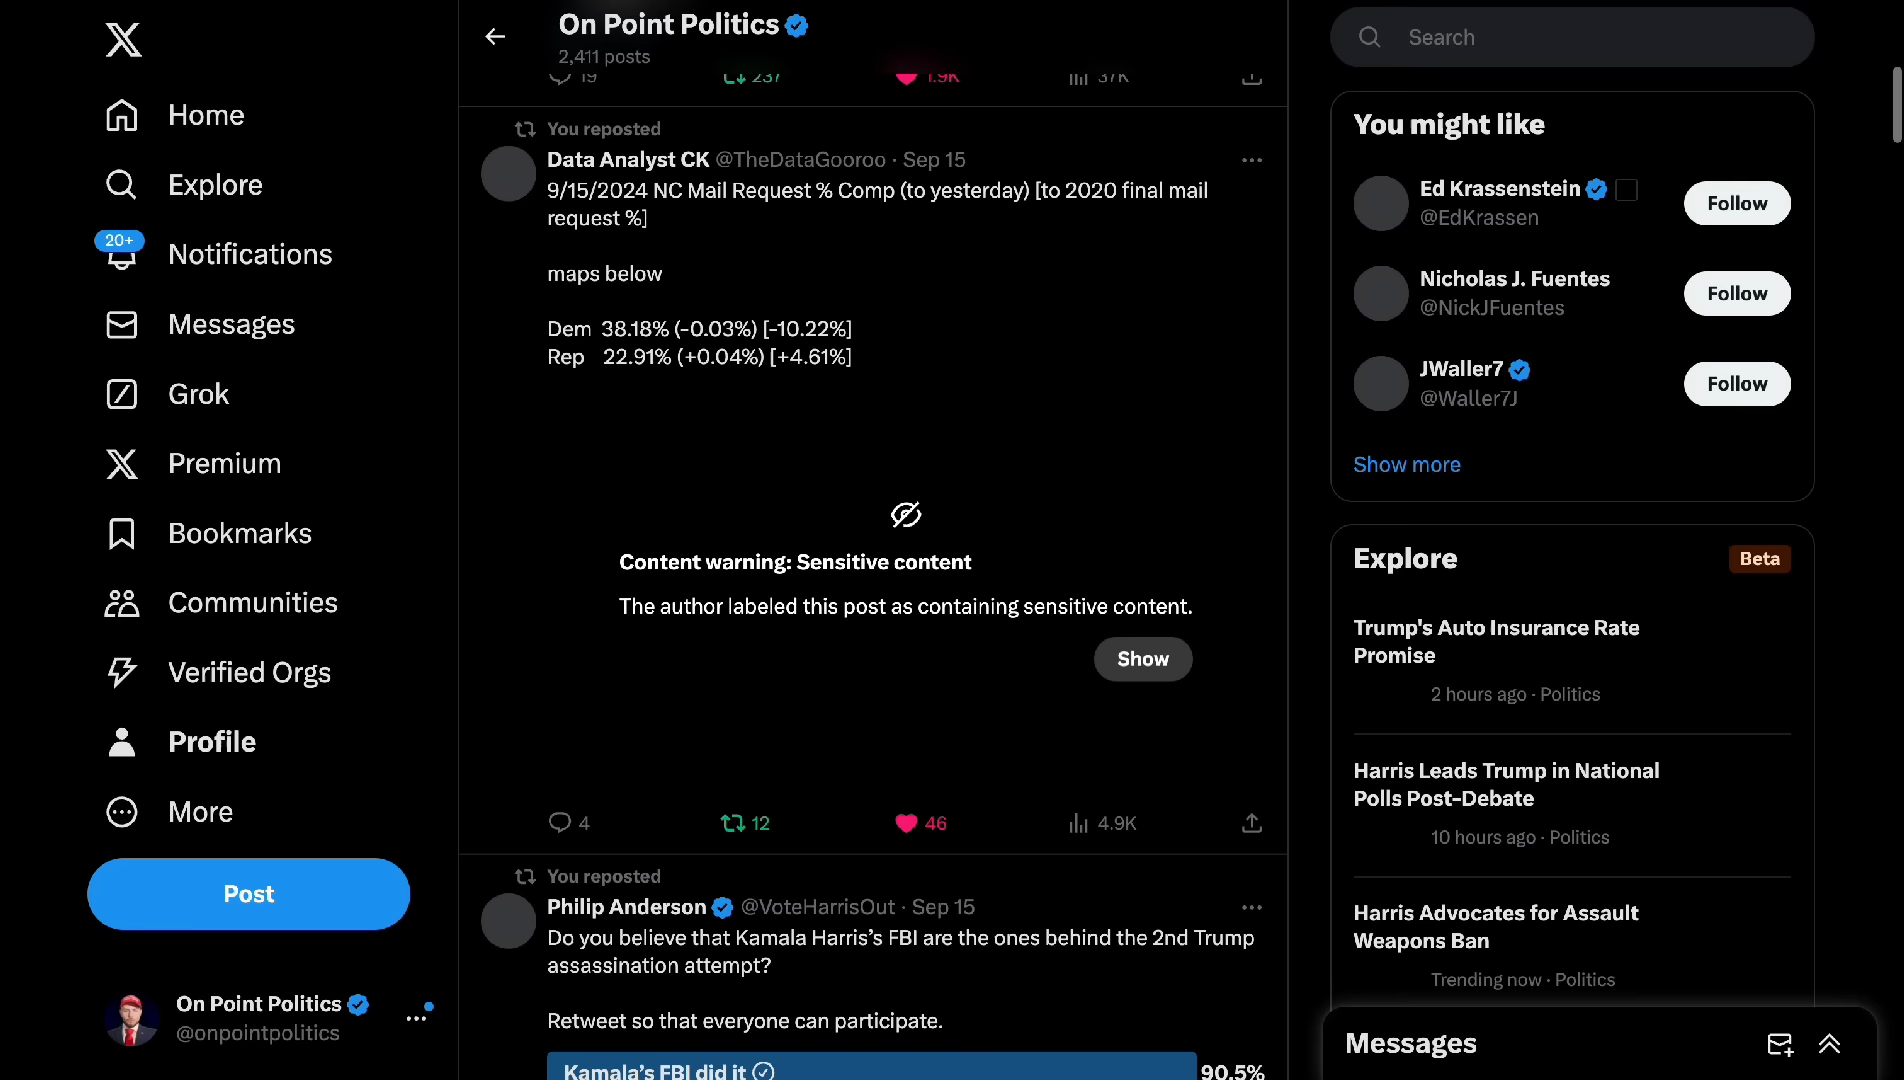 Home
Explore
20+
Notifications
Messages
Grok
Premium
Bookmarks
Communities
Verified Orgs
Profile
More
Post
On Point Politics
@onpointpolitics
On Point Politics
2,411 posts
19 237 1.9K 37K
You reposted
Data Analyst CK @TheDataGooroo · Sep 15
9/15/2024 NC Mail Request % Comp (to yesterday) [to 2020 final mail
request %]
maps below
Dem 38.18% (-0.03%) [-10.22%]
Rep 22.91% (+0.04%) [+4.61%]
Content warning: Sensitive content
The author labeled this post as containing sensitive content.
Show
4 12 46 4.9K
You reposted
Philip Anderson @VoteHarrisOut · Sep 15
Do you believe that Kamala Harris’s FBI are the ones behind the 2nd Trump
assassination attempt?
Retweet so that everyone can participate.
Kamala’s FBI did it 90.5%
Search
You might like
Ed Krassenstein
@EdKrassen
Follow
Nicholas J. Fuentes
@NickJFuentes
Follow
JWaller7
@Waller7J
Follow
Show more
Explore
Beta
Trump's Auto Insurance Rate
Promise
2 hours ago · Politics
Harris Leads Trump in National
Polls Post-Debate
10 hours ago · Politics
Harris Advocates for Assault
Weapons Ban
Trending now · Politics
Messages